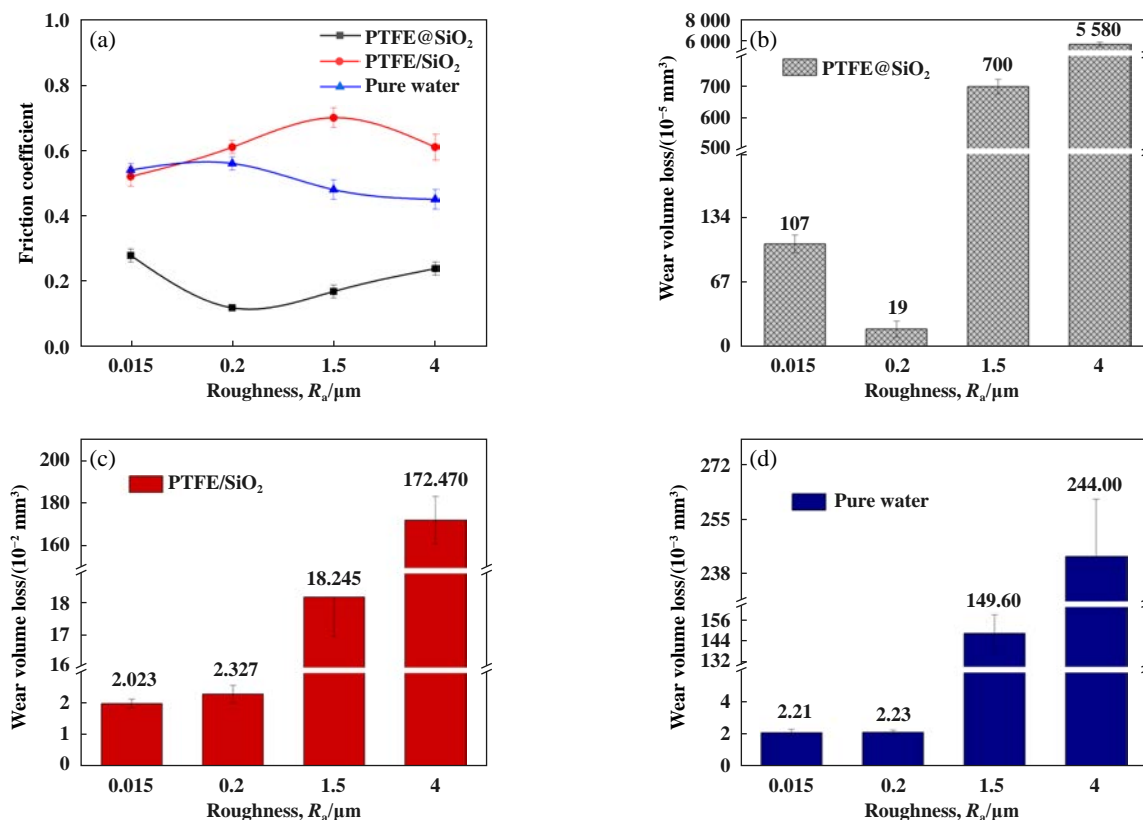 (a)
PTFE@SiO₂
PTFE/SiO₂
Pure water
Friction coefficient
1.0
0.8
0.6
0.4
0.2
0.0
0.015 0.2 1.5 4
Roughness, Rₐ/μm
(b)
PTFE@SiO₂
Wear volume loss/(10⁻⁵ mm³)
8 000
6 000
700
600
500
134
67
0
107
19
700
5 580
0.015 0.2 1.5 4
Roughness, Rₐ/μm
(c)
PTFE/SiO₂
Wear volume loss/(10⁻² mm³)
200
180
160
18
17
16
2
1
0
2.023
2.327
18.245
172.470
0.015 0.2 1.5 4
Roughness, Rₐ/μm
(d)
Pure water
Wear volume loss/(10⁻³ mm³)
272
255
238
156
144
132
4
2
0
2.21
2.23
149.60
244.00
0.015 0.2 1.5 4
Roughness, Rₐ/μm